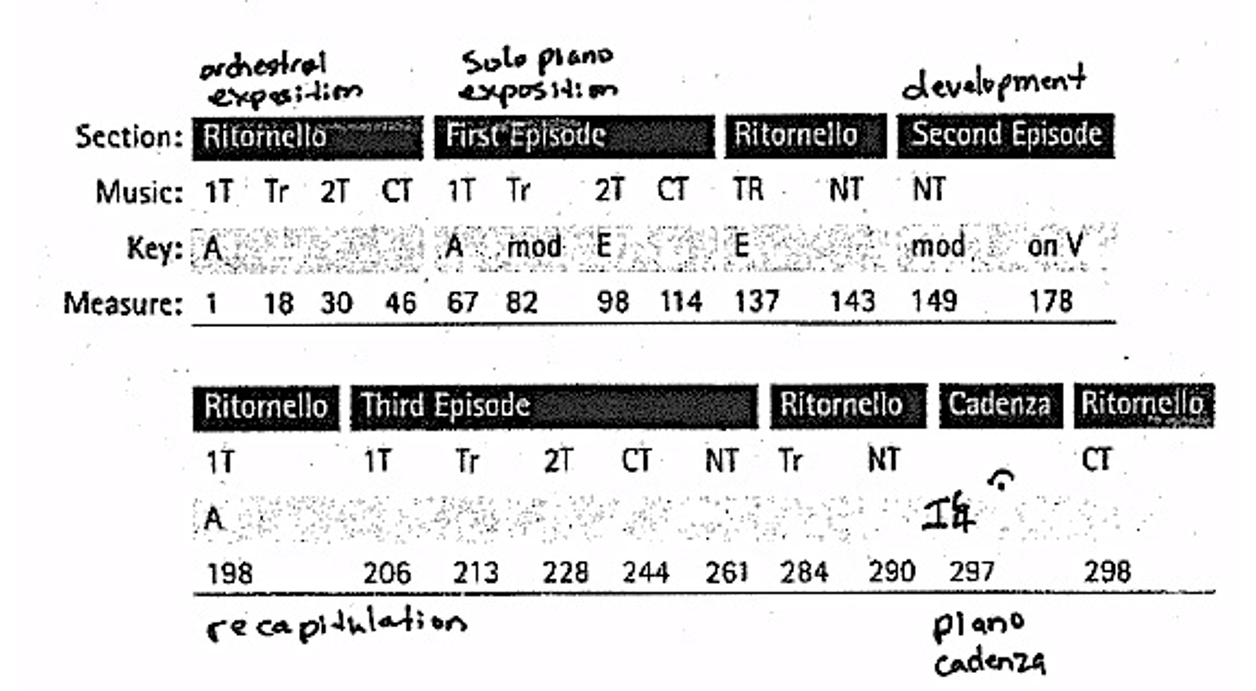 orchestral exposition
solo piano exposition
development
Section: Ritornello First Episode Ritornello Second Episode
Music: 1T Tr 2T CT 1T Tr 2T CT TR NT NT
Key: A A mod E E mod on V
Measure: 1 18 30 46 67 82 98 114 137 143 149 178
Ritornello Third Episode Ritornello Cadenza Ritornello
1T 1T Tr 2T CT NT Tr NT CT
A I64
198 206 213 228 244 261 284 290 297 298
recapitulation
piano cadenza